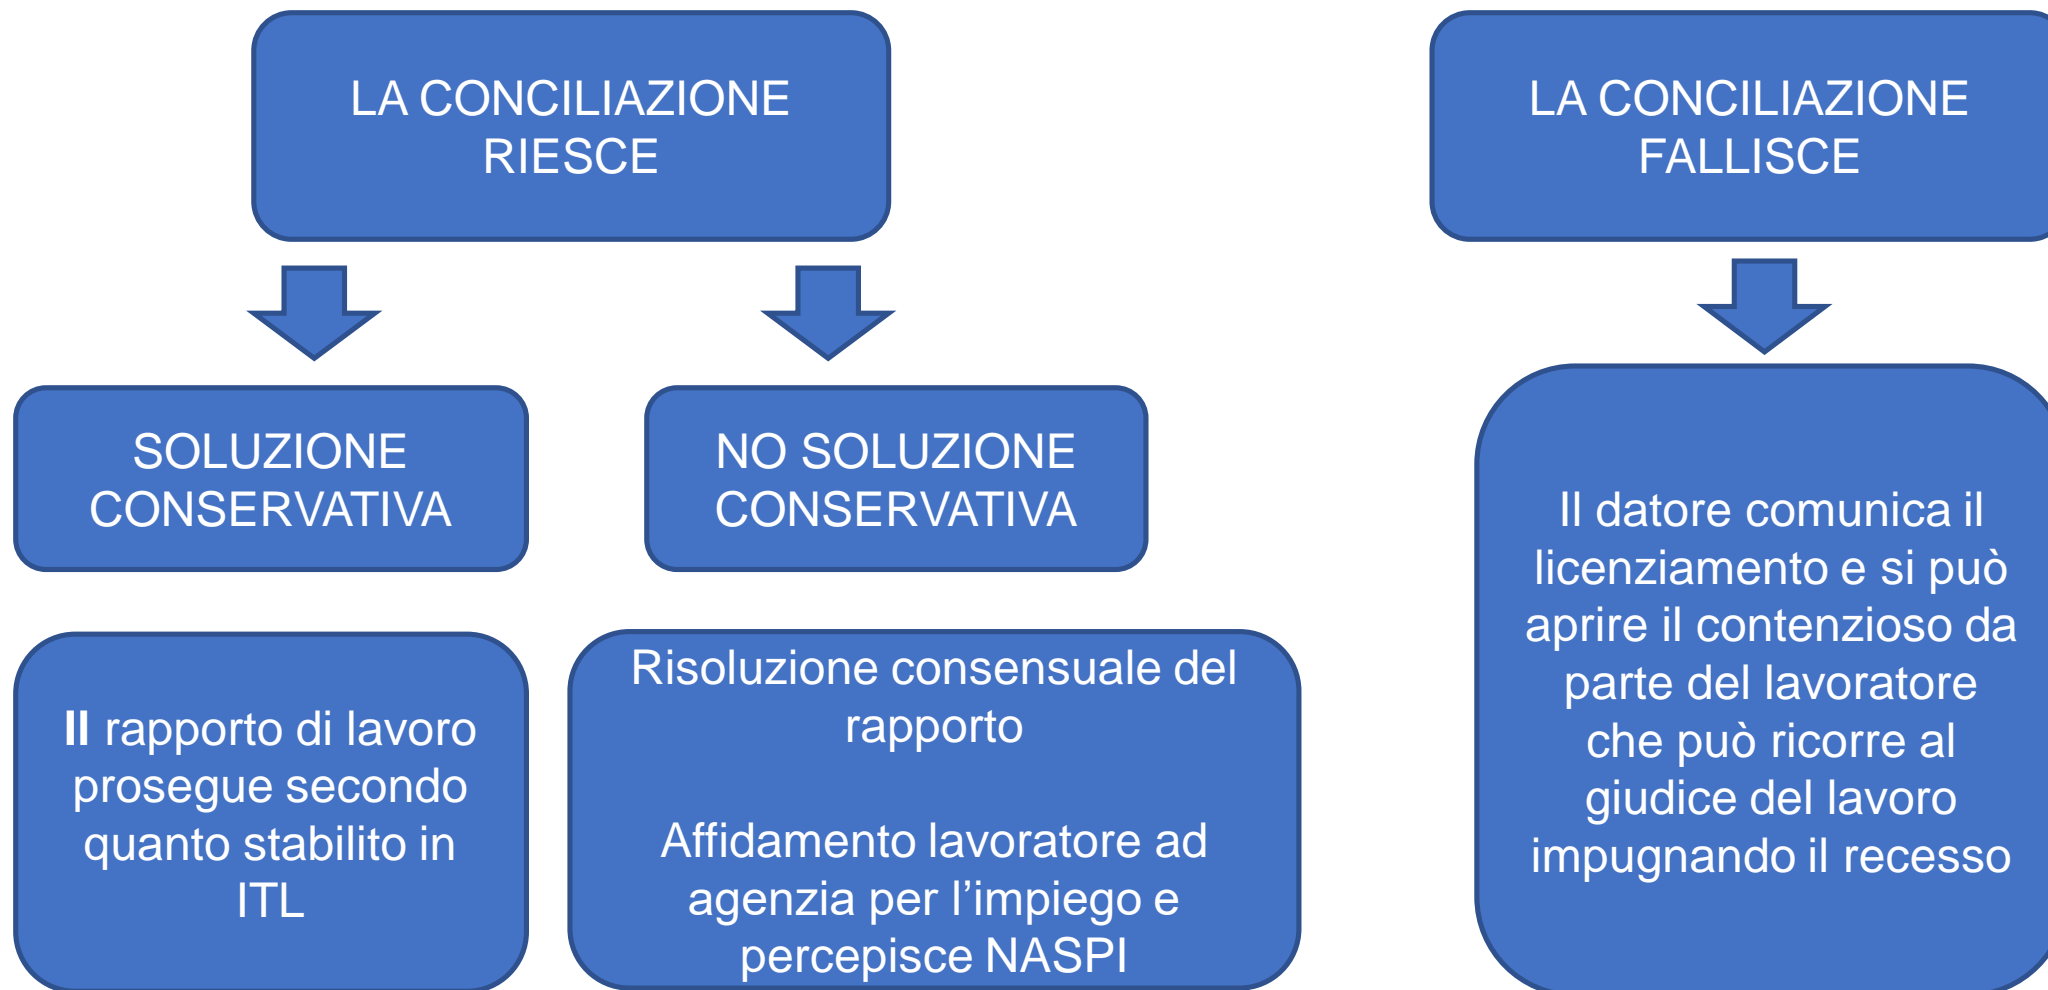 LA CONCILIAZIONE
RIESCE
SOLUZIONE
CONSERVATIVA
Il rapporto di lavoro
prosegue secondo
quanto stabilito in
ITL
NO SOLUZIONE
CONSERVATIVA
Risoluzione consensuale del
rapporto
Affidamento lavoratore ad
agenzia per l’impiego e
percepisce NASPI
LA CONCILIAZIONE
FALLISCE
Il datore comunica il
licenziamento e si può
aprire il contenzioso da
parte del lavoratore
che può ricorre al
giudice del lavoro
impugnando il recesso